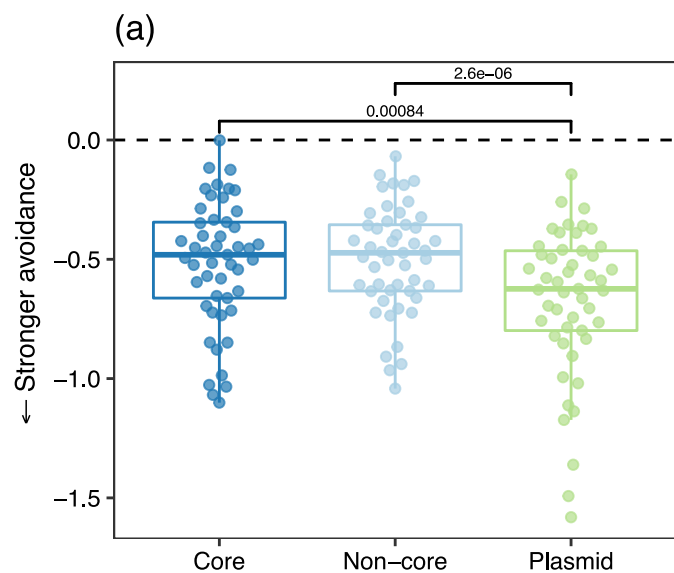 (a)
2.6e−06
0.00084
0.0
−0.5
−1.0
−1.5
← Stronger avoidance
Core
Non−core
Plasmid